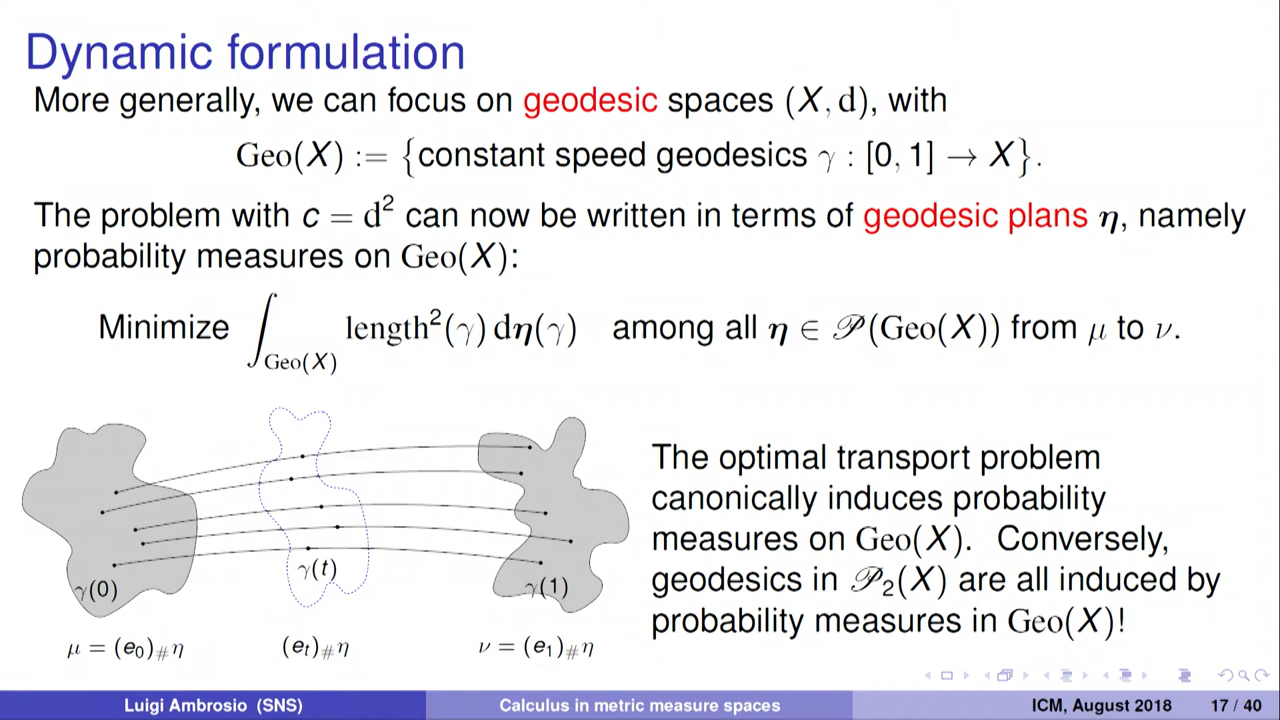 Dynamic formulation
More generally, we can focus on geodesic spaces (X, d), with
Geo(X) := {constant speed geodesics γ : [0, 1] → X}.
The problem with c = d² can now be written in terms of geodesic plans η, namely
probability measures on Geo(X):
Minimize ∫_Geo(X) length²(γ) dη(γ) among all η ∈ 𝒫(Geo(X)) from μ to ν.
The optimal transport problem
canonically induces probability
measures on Geo(X). Conversely,
geodesics in 𝒫₂(X) are all induced by
probability measures in Geo(X)!
γ(0)
γ(t)
γ(1)
μ = (e₀)#η
(eₜ)#η
ν = (e₁)#η
Luigi Ambrosio (SNS)
Calculus in metric measure spaces
ICM, August 2018
17 / 40